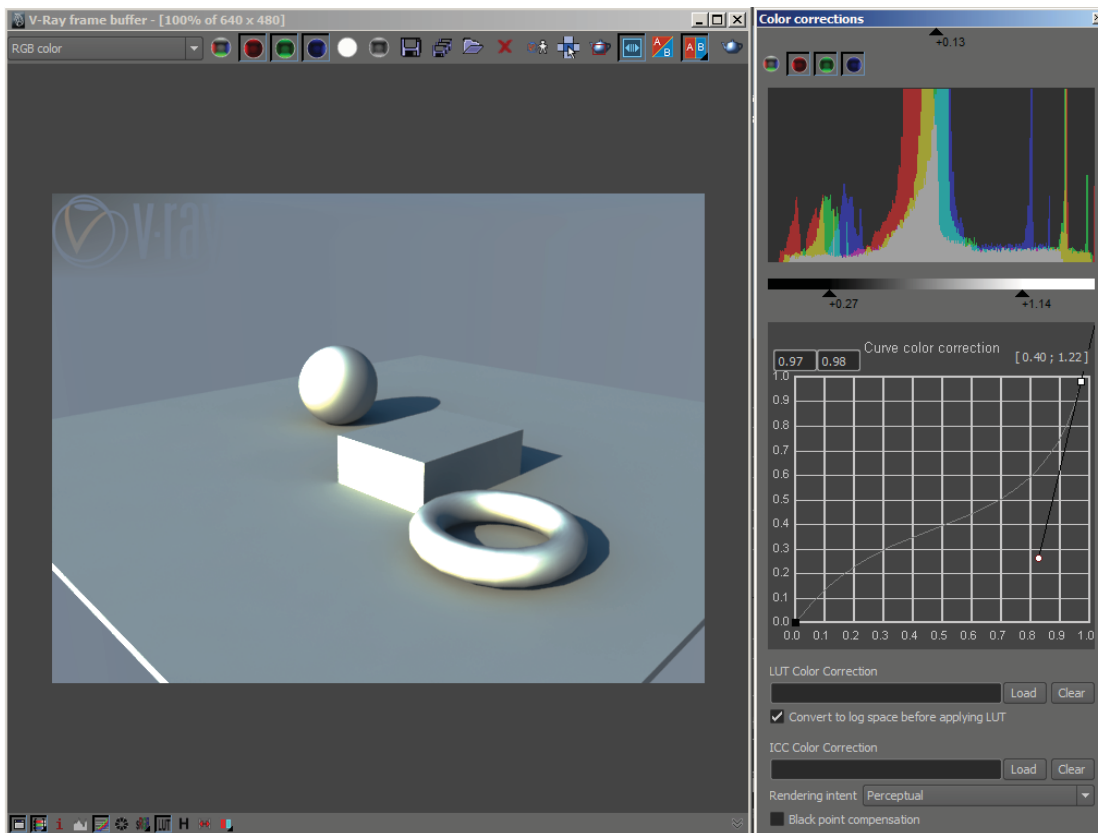 V-Ray frame buffer - [100% of 640 x 480]
RGB color
A
B
A B
v·ray
i
LUT
H
Color corrections
+0.13
+0.27
+1.14
Curve color correction
0.97 0.98
[ 0.40 ; 1.22 ]
1.0
0.9
0.8
0.7
0.6
0.5
0.4
0.3
0.2
0.1
0.0
0.0 0.1 0.2 0.3 0.4 0.5 0.6 0.7 0.8 0.9 1.0
LUT Color Correction
Load Clear
Convert to log space before applying LUT
ICC Color Correction
Load Clear
Rendering intent Perceptual
Black point compensation